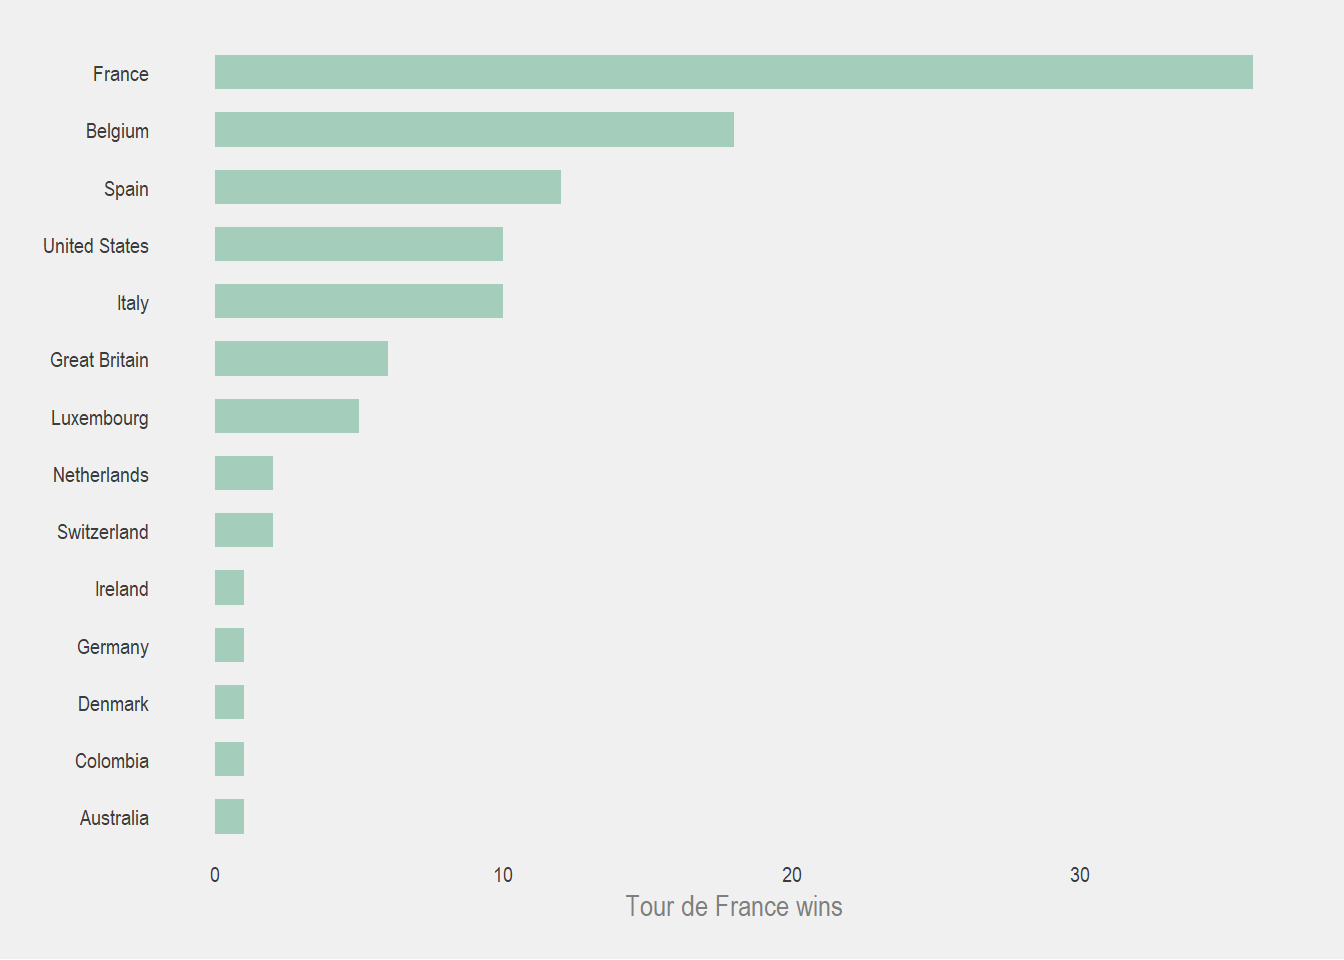 France
Belgium
Spain
United States
Italy
Great Britain
Luxembourg
Netherlands
Switzerland
Ireland
Germany
Denmark
Colombia
Australia
0 10 20 30
Tour de France wins